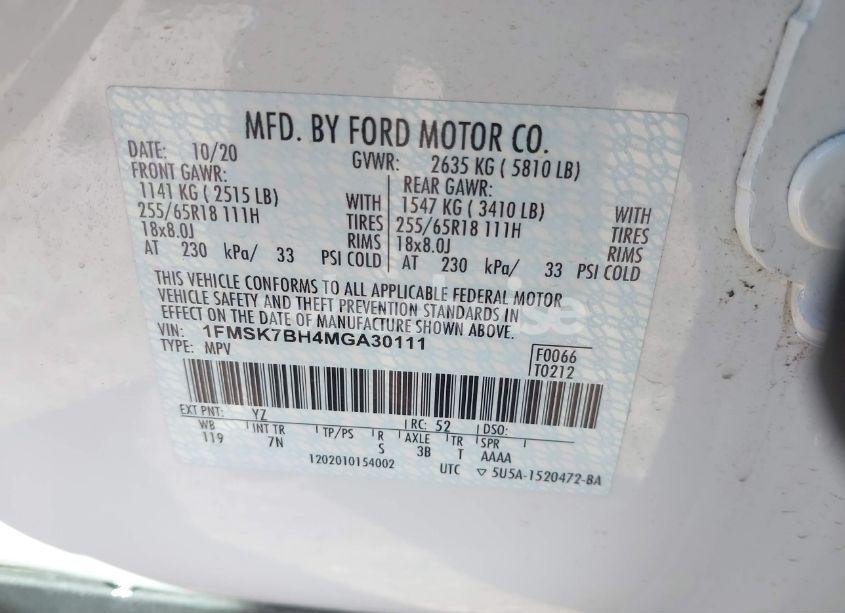 MFD. BY FORD MOTOR CO.
DATE: 10/20 GVWR: 2635 KG ( 5810 LB)
FRONT GAWR: REAR GAWR:
1141 KG ( 2515 LB) WITH 1547 KG ( 3410 LB) WITH
255/65R18 111H TIRES 255/65R18 111H TIRES
18x8.0J RIMS 18x8.0J RIMS
AT 230 kPa/ 33 PSI COLD AT 230 kPa/ 33 PSI COLD
THIS VEHICLE CONFORMS TO ALL APPLICABLE FEDERAL MOTOR
VEHICLE SAFETY AND THEFT PREVENTION STANDARDS IN
EFFECT ON THE DATE OF MANUFACTURE SHOWN ABOVE.
VIN: 1FMSK7BH4MGA30111
TYPE: MPV F0066
T0212
EXT PNT: YZ RC: 52 DSO:
WB INT TR TP/PS R AXLE TR SPR
119 7N S 3B T AAAA
1202010154002 UTC ▽ 5U5A-1520472-BA